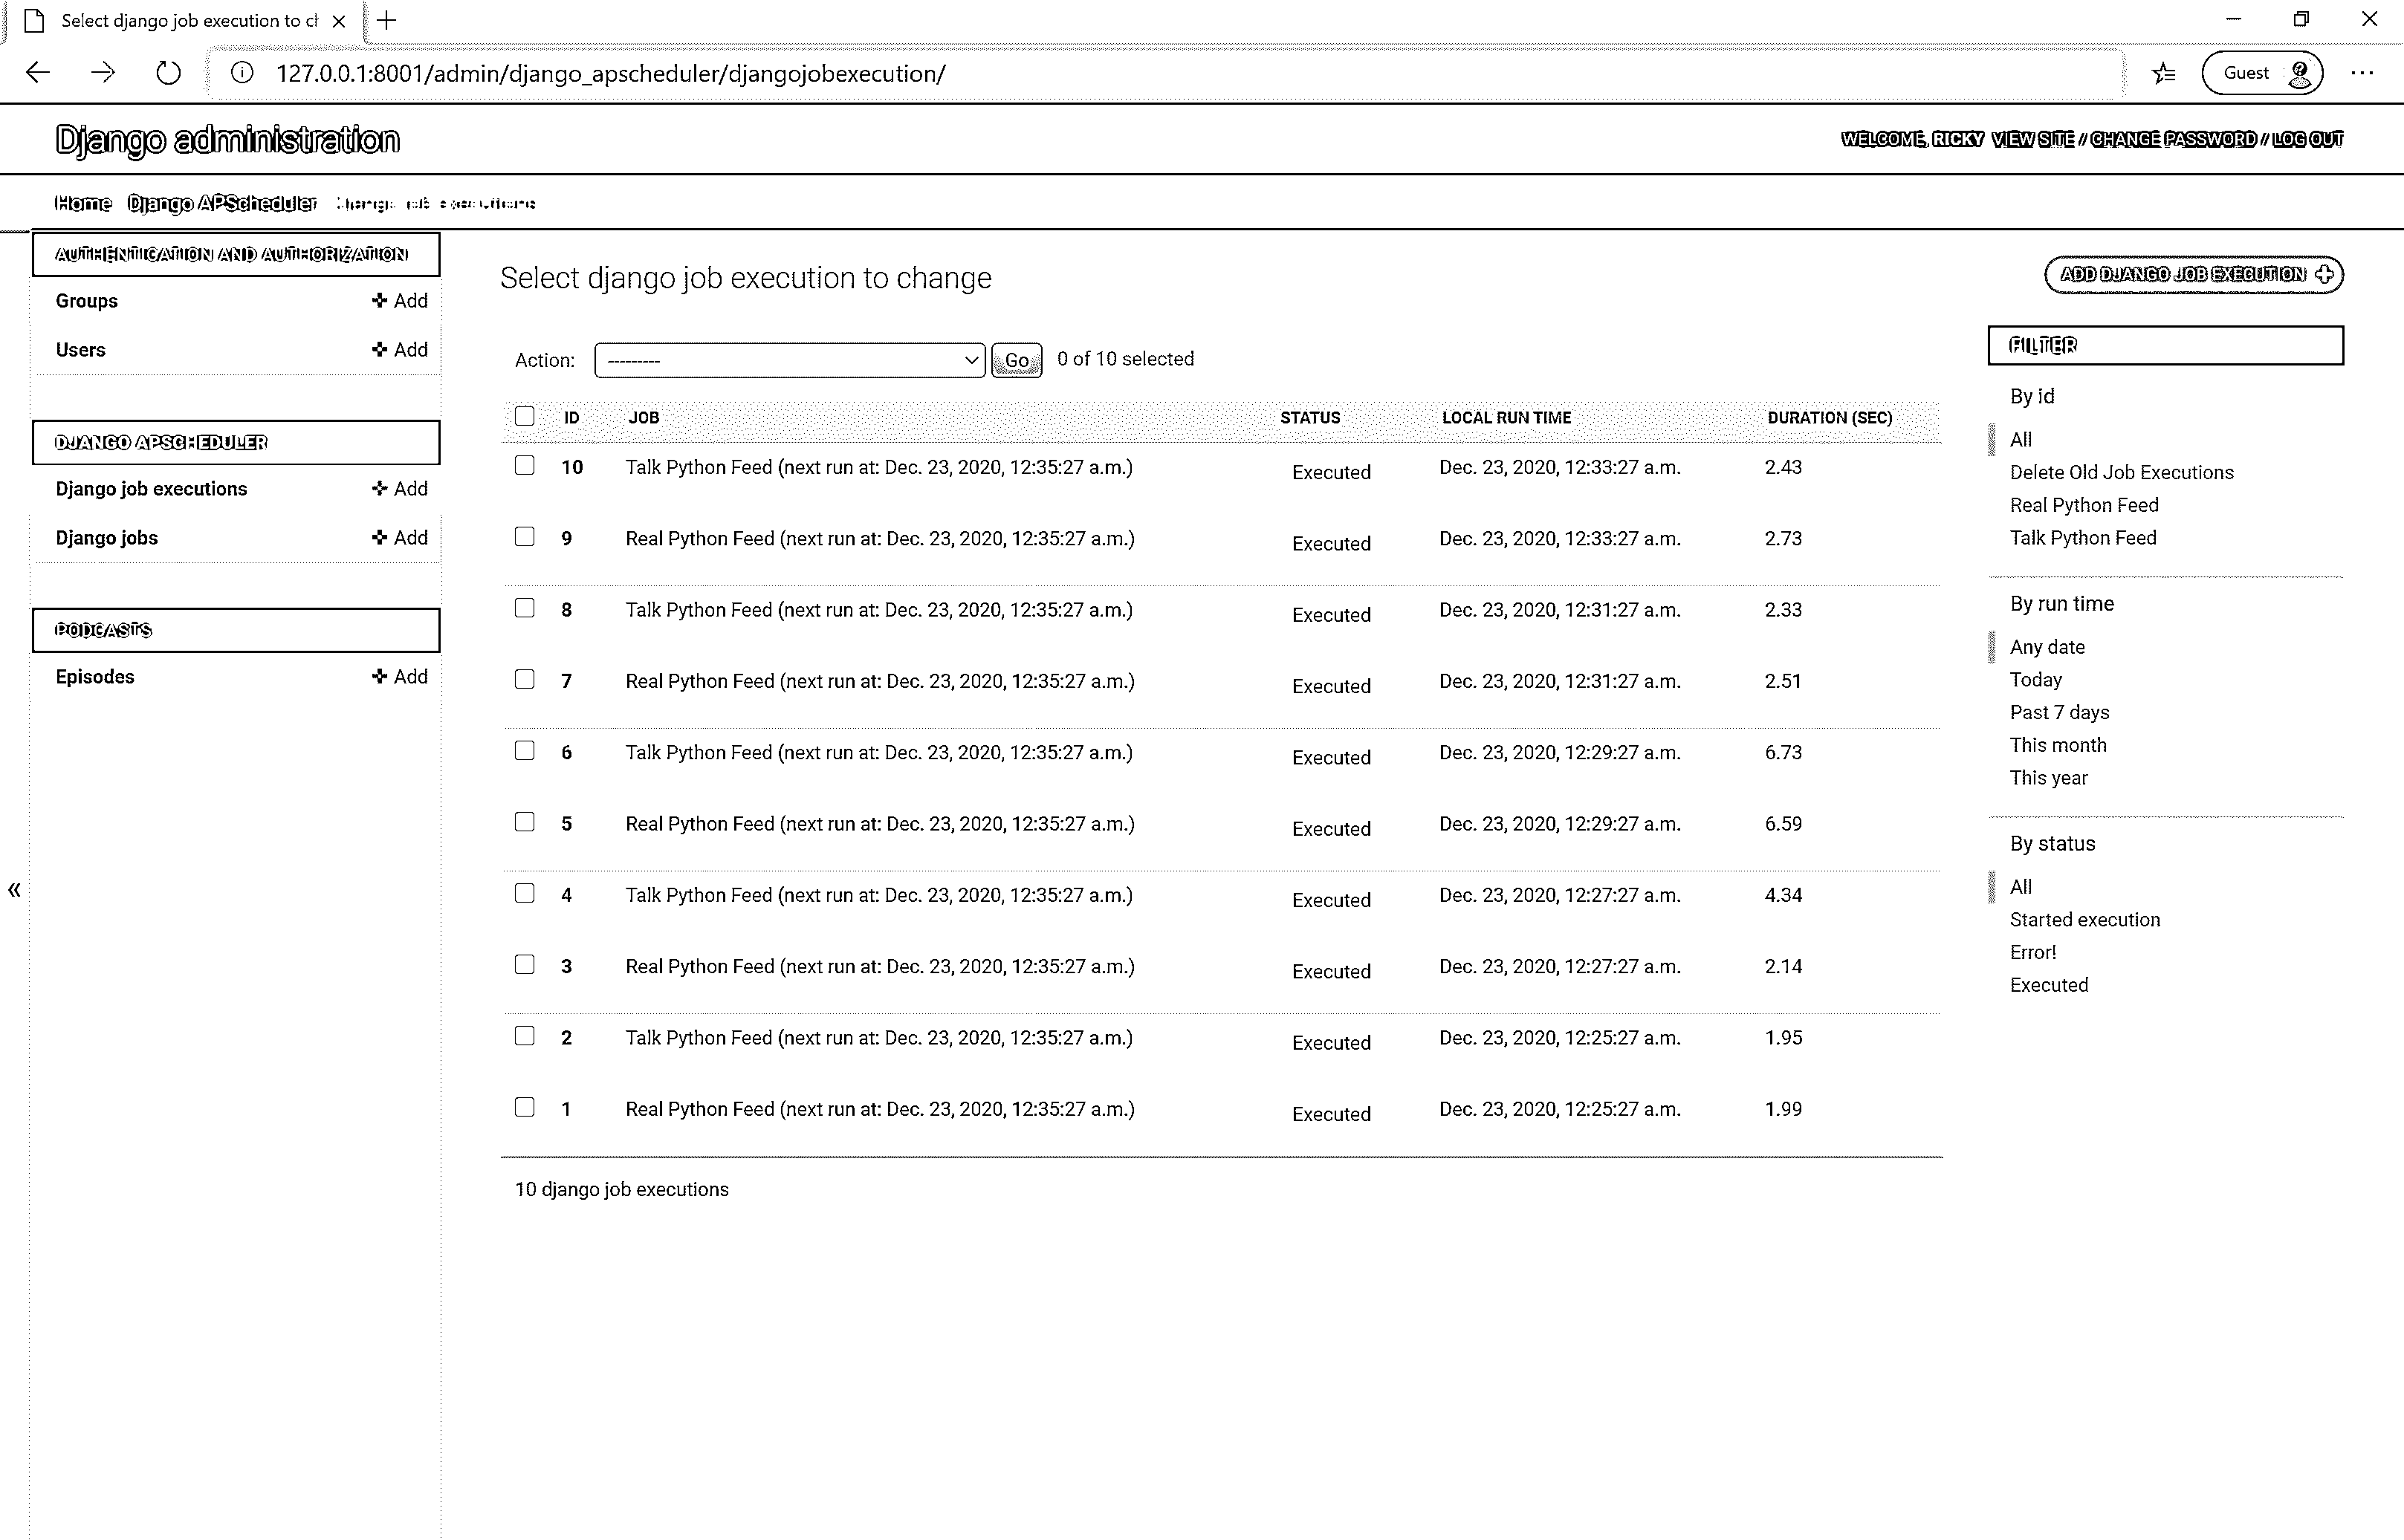 Select django job execution to cl
127.0.0.1:8001/admin/django_apscheduler/djangojobexecution/
Guest
Django administration
WELCOME, RICKY VIEW SITE / CHANGE PASSWORD / LOG OUT
Home Django APScheduler Django job executions
«
AUTHENTICATION AND AUTHORIZATION
Groups Add
Users Add
DJANGO APSCHEDULER
Django job executions Add
Django jobs Add
PODCASTS
Episodes Add
Select django job execution to change
ADD DJANGO JOB EXECUTION
Action: --------- Go 0 of 10 selected
ID JOB STATUS LOCAL RUN TIME DURATION (SEC)
10 Talk Python Feed (next run at: Dec. 23, 2020, 12:35:27 a.m.) Executed Dec. 23, 2020, 12:33:27 a.m. 2.43
9 Real Python Feed (next run at: Dec. 23, 2020, 12:35:27 a.m.) Executed Dec. 23, 2020, 12:33:27 a.m. 2.73
8 Talk Python Feed (next run at: Dec. 23, 2020, 12:35:27 a.m.) Executed Dec. 23, 2020, 12:31:27 a.m. 2.33
7 Real Python Feed (next run at: Dec. 23, 2020, 12:35:27 a.m.) Executed Dec. 23, 2020, 12:31:27 a.m. 2.51
6 Talk Python Feed (next run at: Dec. 23, 2020, 12:35:27 a.m.) Executed Dec. 23, 2020, 12:29:27 a.m. 6.73
5 Real Python Feed (next run at: Dec. 23, 2020, 12:35:27 a.m.) Executed Dec. 23, 2020, 12:29:27 a.m. 6.59
4 Talk Python Feed (next run at: Dec. 23, 2020, 12:35:27 a.m.) Executed Dec. 23, 2020, 12:27:27 a.m. 4.34
3 Real Python Feed (next run at: Dec. 23, 2020, 12:35:27 a.m.) Executed Dec. 23, 2020, 12:27:27 a.m. 2.14
2 Talk Python Feed (next run at: Dec. 23, 2020, 12:35:27 a.m.) Executed Dec. 23, 2020, 12:25:27 a.m. 1.95
1 Real Python Feed (next run at: Dec. 23, 2020, 12:35:27 a.m.) Executed Dec. 23, 2020, 12:25:27 a.m. 1.99
10 django job executions
FILTER
By id
All
Delete Old Job Executions
Real Python Feed
Talk Python Feed
By run time
Any date
Today
Past 7 days
This month
This year
By status
All
Started execution
Error!
Executed